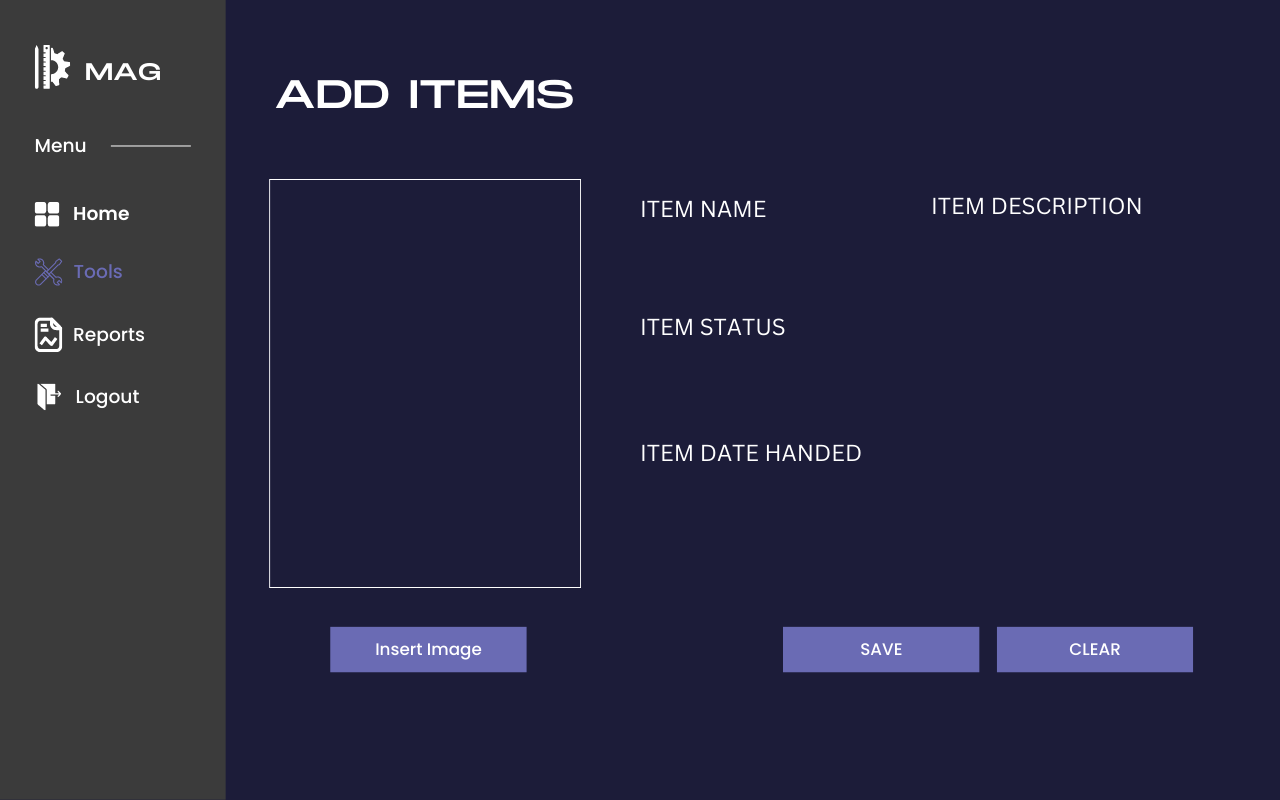 MAG
Menu
Home
Tools
Reports
Logout
ADD ITEMS
ITEM NAME
ITEM DESCRIPTION
ITEM STATUS
ITEM DATE HANDED
Insert Image
SAVE
CLEAR